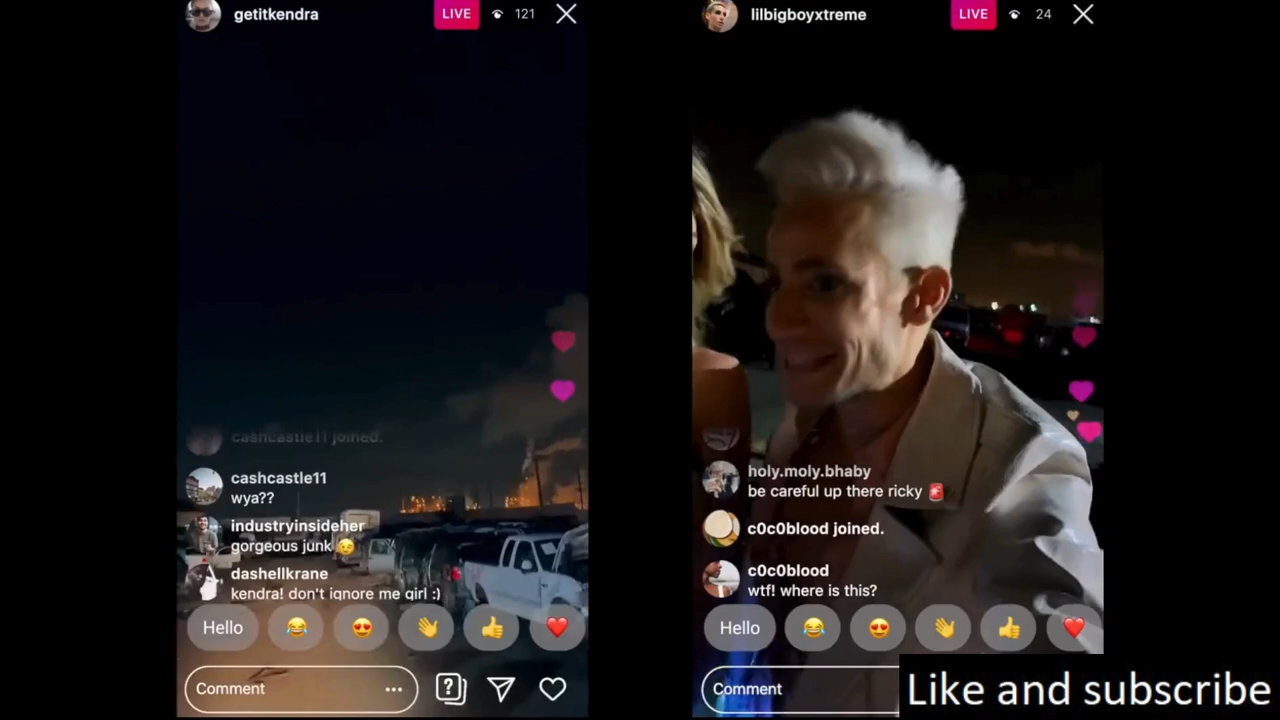 getitkendra
LIVE
121
cashcastle11 joined.
cashcastle11
wya??
industryinsideher
gorgeous junk 😉
dashellkrane
kendra! don't ignore me girl :)
Hello
Comment
lilbigboyxtreme
LIVE
24
holy.moly.bhaby
be careful up there ricky 🚨
c0c0blood joined.
c0c0blood
wtf! where is this?
Hello
Comment
Like and subscribe